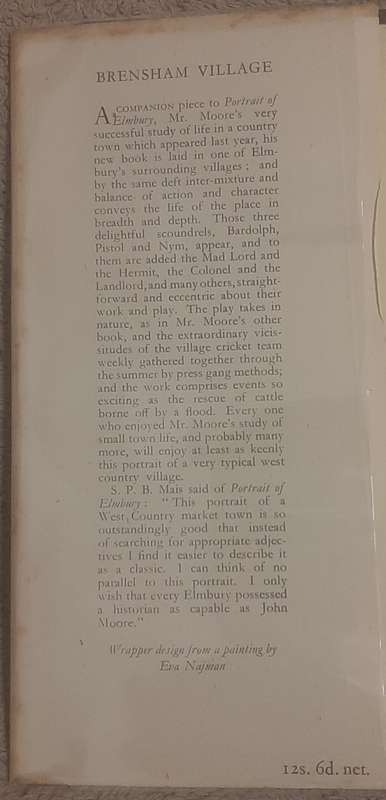 BRENSHAM VILLAGE
A COMPANION piece to Portrait of
Elmbury, Mr. Moore's very
successful study of life in a country
town which appeared last year, his
new book is laid in one of Elm-
bury's surrounding villages; and
by the same deft inter-mixture and
balance of action and character
conveys the life of the place in
breadth and depth. Those three
delightful scoundrels, Bardolph,
Pistol and Nym, appear, and to
them are added the Mad Lord and
the Hermit, the Colonel and the
Landlord, and many others, straight-
forward and eccentric about their
work and play. The play takes in
nature, as in Mr. Moore's other
book, and the extraordinary vicis-
situdes of the village cricket team
weekly gathered together through
the summer by press gang methods;
and the work comprises events so
exciting as the rescue of cattle
borne off by a flood. Every one
who enjoyed Mr. Moore's study of
small town life, and probably many
more, will enjoy at least as keenly
this portrait of a very typical west
country village.
S. P. B. Mais said of Portrait of
Elmbury: "This portrait of a
West Country market town is so
outstandingly good that instead
of searching for appropriate adjec-
tives I find it easier to describe it
as a classic. I can think of no
parallel to this portrait. I only
wish that every Elmbury possessed
a historian as capable as John
Moore."
Wrapper design from a painting by
Eva Najman
12s. 6d. net.